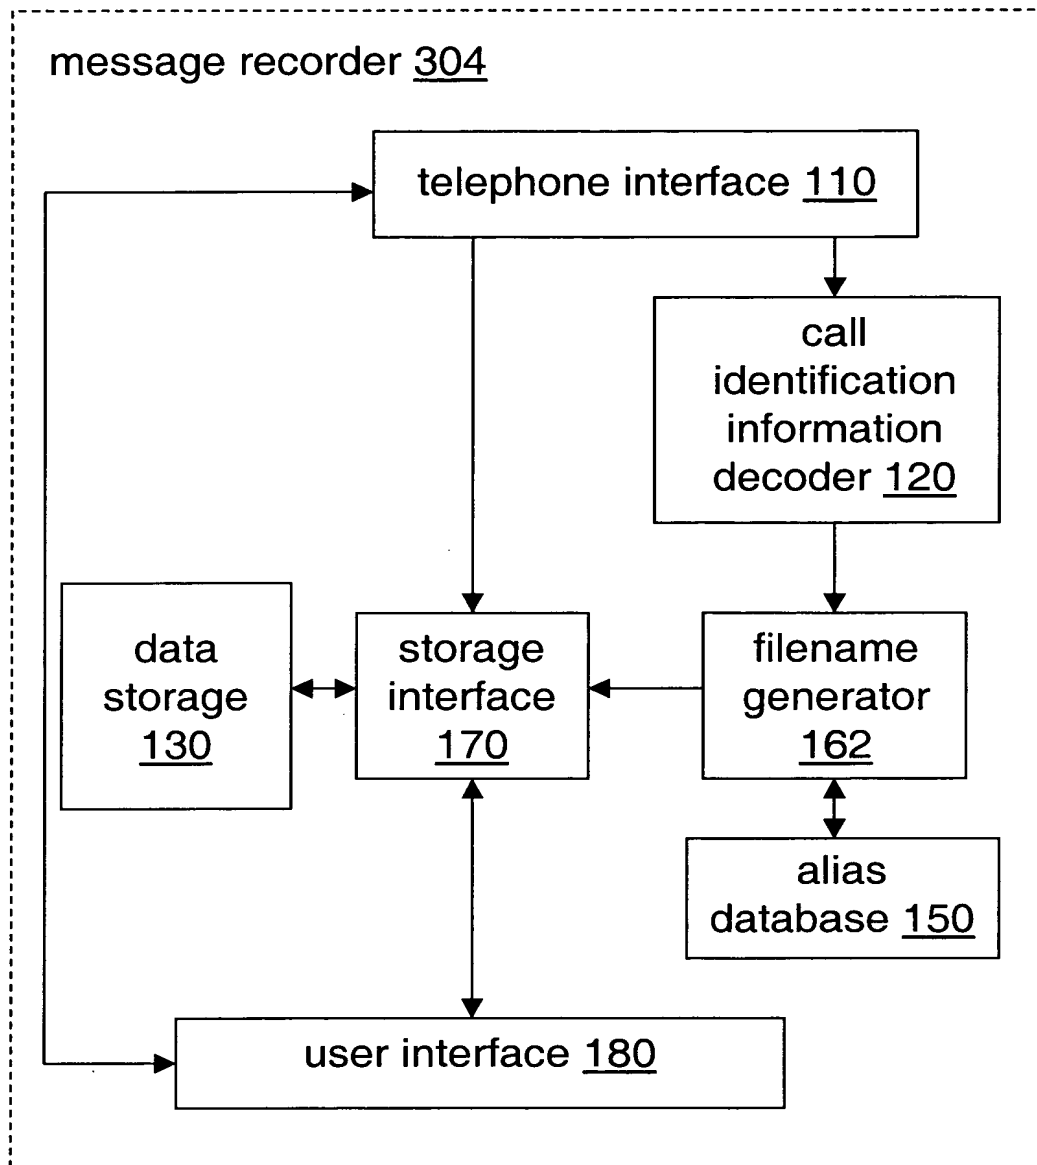 message recorder 304
telephone interface 110
call
identification
information
decoder 120
data
storage
130
storage
interface
170
filename
generator
162
alias
database 150
user interface 180